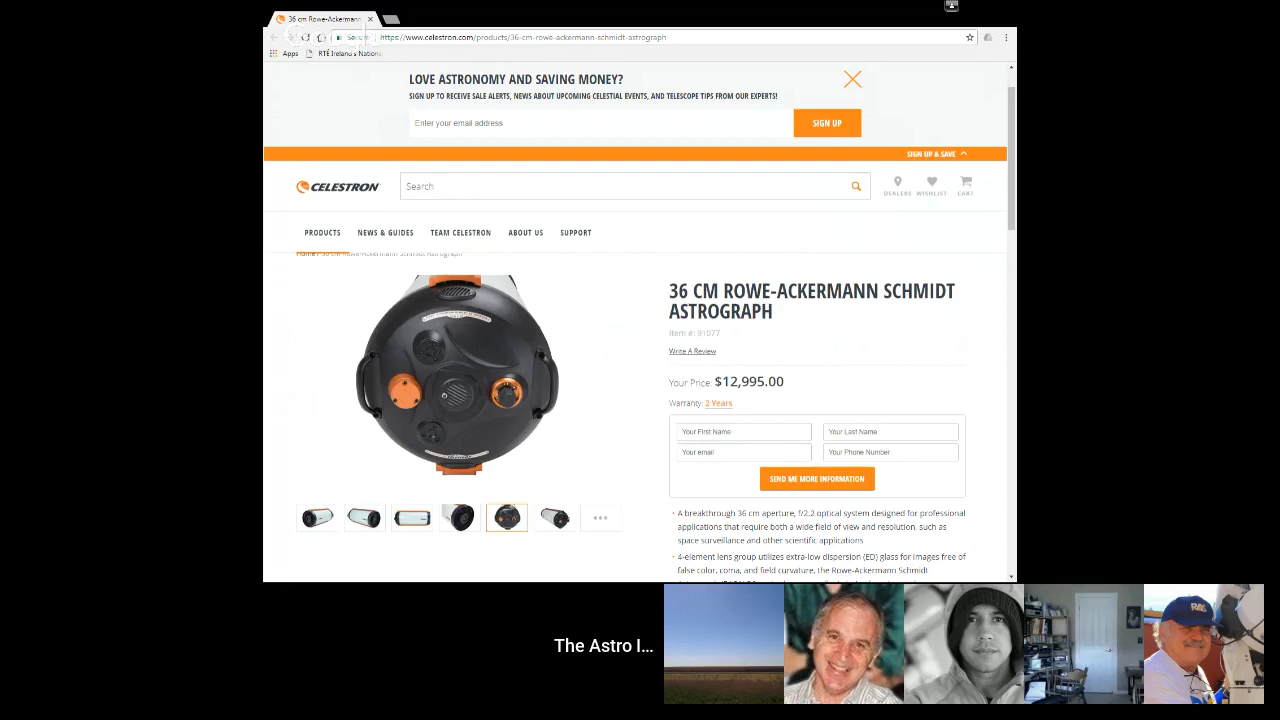 36 cm Rowe-Ackermann
Secure
https://www.celestron.com/products/36-cm-rowe-ackermann-schmidt-astrograph
Apps
RTÉ Ireland's Nationa
LOVE ASTRONOMY AND SAVING MONEY?
SIGN UP TO RECEIVE SALE ALERTS, NEWS ABOUT UPCOMING CELESTIAL EVENTS, AND TELESCOPE TIPS FROM OUR EXPERTS!
Enter your email address
SIGN UP
SIGN UP & SAVE
CELESTRON
Search
DEALERS
WISHLIST
CART
PRODUCTS
NEWS & GUIDES
TEAM CELESTRON
ABOUT US
SUPPORT
Home / 36 cm Rowe-Ackermann Schmidt Astrograph
36 CM ROWE-ACKERMANN SCHMIDT
ASTROGRAPH
Item #: 91077
Write A Review
Your Price: $12,995.00
Warranty: 2 Years
Your First Name
Your Last Name
Your email
Your Phone Number
SEND ME MORE INFORMATION
A breakthrough 36 cm aperture, f/2.2 optical system designed for professional
applications that require both a wide field of view and resolution, such as
space surveillance and other scientific applications
4-element lens group utilizes extra-low dispersion (ED) glass for images free of
false color, coma, and field curvature, the Rowe-Ackermann Schmidt
The Astro I...
RAS